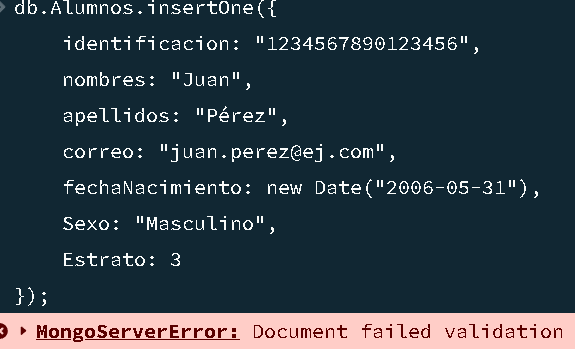 db.Alumnos.insertOne({
identificacion: "1234567890123456",
nombres: "Juan",
apellidos: "Pérez",
correo: "juan.perez@ej.com",
fechaNacimiento: new Date("2006-05-31"),
Sexo: "Masculino",
Estrato: 3
});
MongoServerError: Document failed validation